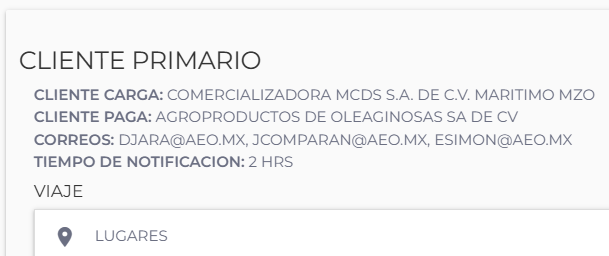 CLIENTE PRIMARIO
CLIENTE CARGA: COMERCIALIZADORA MCDS S.A. DE C.V. MARITIMO MZO
CLIENTE PAGA: AGROPRODUCTOS DE OLEAGINOSAS SA DE CV
CORREOS: DJARA@AEO.MX, JCOMPARAN@AEO.MX, ESIMON@AEO.MX
TIEMPO DE NOTIFICACION: 2 HRS
VIAJE
LUGARES